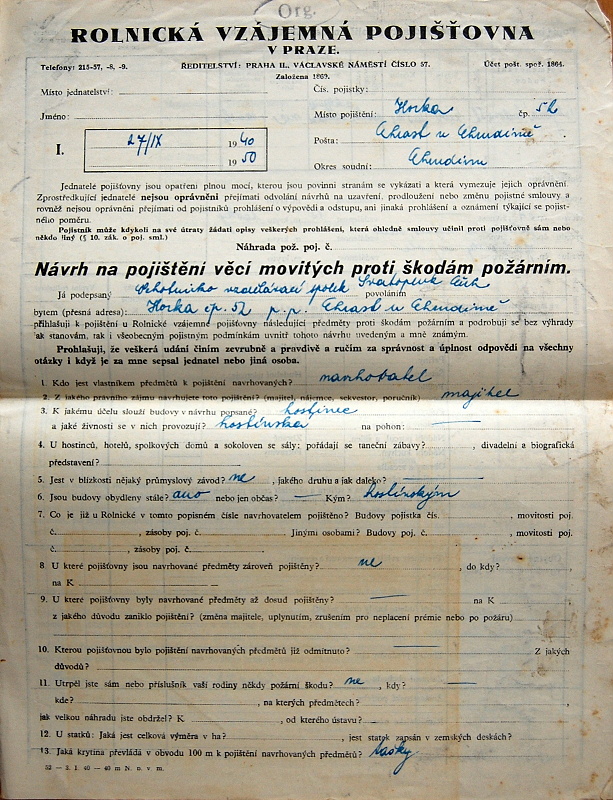 Org.
ROLNICKÁ VZÁJEMNÁ POJIŠŤOVNA
V PRAZE.
Telefony: 215-57, -8, -9. ŘEDITELSTVÍ: PRAHA II., VÁCLAVSKÉ NÁMĚSTÍ ČÍSLO 57. Účet pošt. spoř. 1864.
Založena 1869.
Místo jednatelství: Čís. pojistky:
Místo pojištění: Horka čp. 52
Jméno:
Pošta: Chrast u Chrudimě
I. 27/IX 1940
1950
Okres soudní: Chrudim
Jednatelé pojišťovny jsou opatřeni plnou mocí, kterou jsou povinni stranám se vykázati a která vymezuje jejich oprávnění.
Zprostředkující jednatelé nejsou oprávněni přejímati odvolání návrhů na uzavření, prodloužení nebo změnu pojistné smlouvy a
rovněž nejsou oprávněni přejímati od pojistníků prohlášení o výpovědi a odstupu, ani jinaká prohlášení a oznámení týkající se pojist-
ného poměru.
Pojistník může kdykoli na své útraty žádati opisy veškerých prohlášení, která ohledně smlouvy učinil proti pojišťovně sám nebo
někdo jiný (§ 10. zák. o poj. sml.)
Náhrada pož. poj. č.
Návrh na pojištění věcí movitých proti škodám požárním.
Já podepsaný Ochotnicko vzdělávací spolek Svatopluk Čech povoláním
bytem (přesná adresa): Horka čp. 52 p. p. Chrast u Chrudimě
přihlašuji k pojištění u Rolnické vzájemné pojišťovny následující předměty proti škodám požárním a podrobuji se bez výhrady
jak stanovám, tak i všeobecným pojistným podmínkám uvnitř tohoto návrhu uvedeným a mně známým.
Prohlašuji, že veškerá udání činím zevrubně a pravdivě a ručím za správnost a úplnost odpovědi na všechny
otázky i když je za mne sepsal jednatel nebo jiná osoba.
1. Kdo jest vlastníkem předmětů k pojištění navrhovaných? navrhovatel
2. Z jakého právního zájmu navrhujete toto pojištění? (majitel, nájemce, sekvestor, poručník) majitel
3. K jakému účelu slouží budovy v návrhu popsané? hostinec
a jaké živnosti se v nich provozují? hostinská na pohon: —
4. U hostinců, hotelů, spolkových domů a sokoloven se sály: pořádají se taneční zábavy? , divadelní a biografická
představení?
5. Jest v blízkosti nějaký průmyslový závod? ne , jakého druhu a jak daleko? —
6. Jsou budovy obydleny stále? ano nebo jen občas? — Kým? hostinským
7. Co je již u Rolnické v tomto popisném čísle navrhovatelem pojištěno? Budovy pojistka čís. , movitosti poj.
č. , zásoby poj. č. Jinými osobami? Budovy poj. č. , movitosti poj.
č. , zásoby poj. č.
8. U které pojišťovny jsou navrhované předměty zároveň pojištěny? ne , do kdy? ,
na K
9. U které pojišťovny byly navrhované předměty až dosud pojištěny? — na K ,
z jakého důvodu zaniklo pojištění? (změna majitele, uplynutím, zrušením pro neplacení prémie nebo po požáru)
10. Kterou pojišťovnou bylo pojištění navrhovaných předmětů již odmítnuto? Z jakých
důvodů?
11. Utrpěl jste sám nebo příslušník vaší rodiny někdy požární škodu? ne , kdy? — ,
kde? , na kterých předmětech? ,
jak velkou náhradu jste obdržel? K , od kterého ústavu?
12. U statků: Jaká jest celková výměra v ha? , jest statek zapsán v zemských deskách?
13. Jaká krytina převládá v obvodu 100 m k pojištění navrhovaných předmětů? tašky